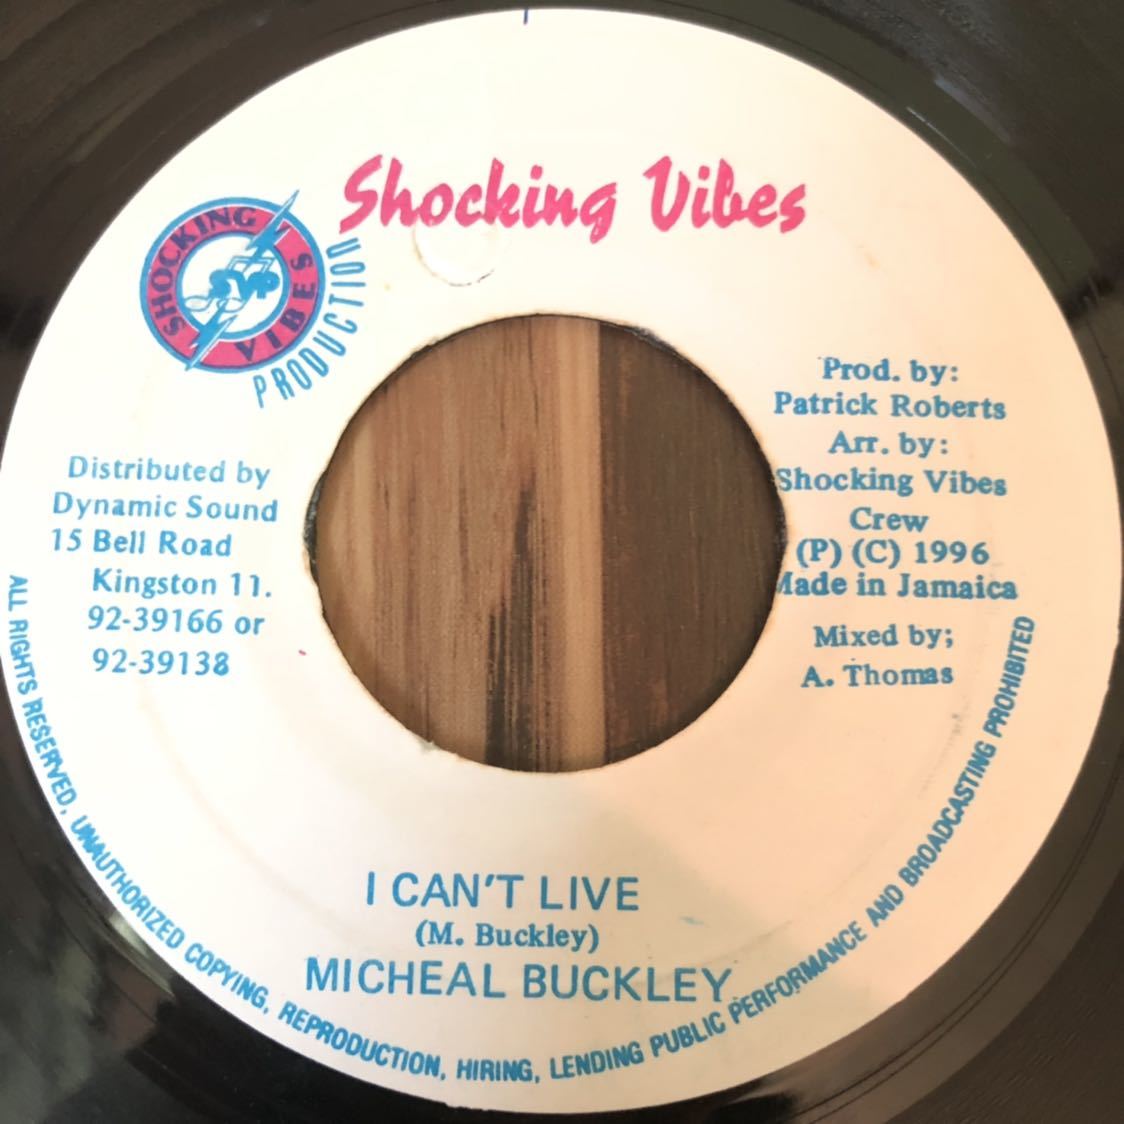 Shocking Vibes
SHOCKING VIBES
SVP
PRODUCTION
Distributed by
Dynamic Sound
15 Bell Road
Kingston 11.
92-39166 or
92-39138
Prod. by:
Patrick Roberts
Arr. by:
Shocking Vibes
Crew
(P) (C) 1996
Made in Jamaica
Mixed by;
A. Thomas
I CAN'T LIVE
(M. Buckley)
MICHEAL BUCKLEY
ALL RIGHTS RESERVED, UNAUTHORIZED COPYING, REPRODUCTION, HIRING, LENDING PUBLIC PERFORMANCE AND BROADCASTING PROHIBITED